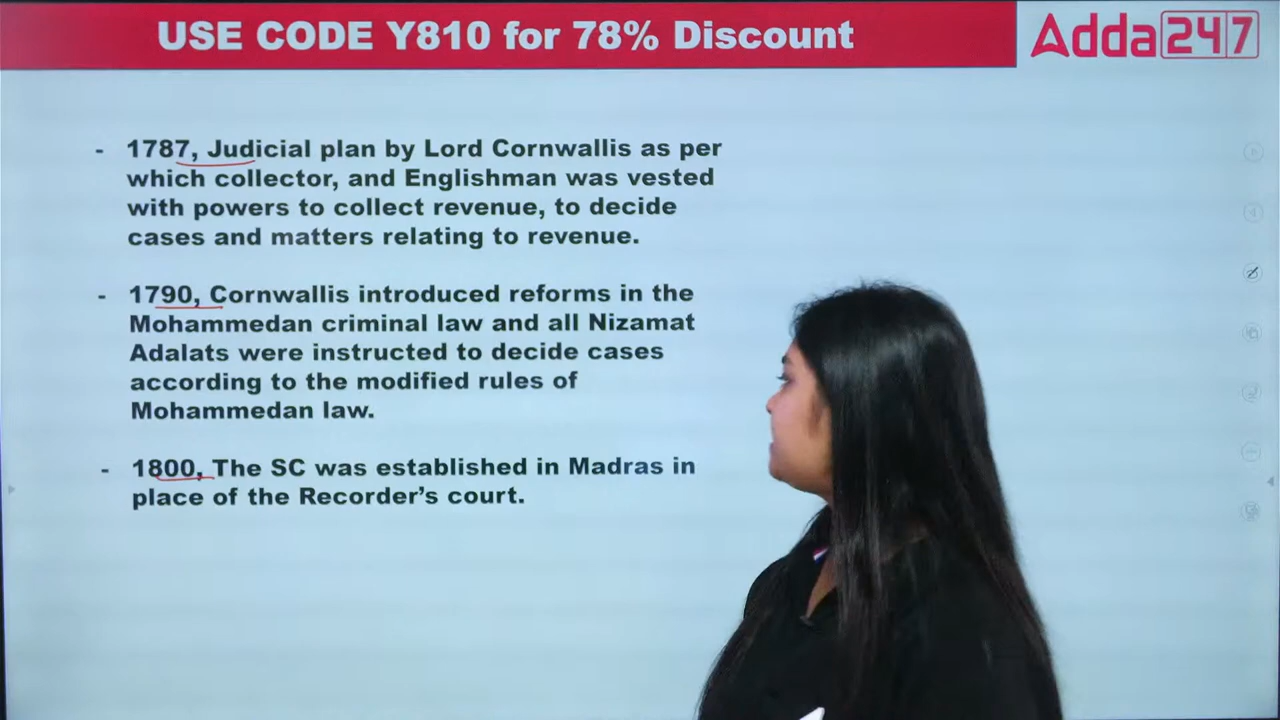 USE CODE Y810 for 78% Discount
Adda247
- 1787, Judicial plan by Lord Cornwallis as per
which collector, and Englishman was vested
with powers to collect revenue, to decide
cases and matters relating to revenue.
- 1790, Cornwallis introduced reforms in the
Mohammedan criminal law and all Nizamat
Adalats were instructed to decide cases
according to the modified rules of
Mohammedan law.
- 1800, The SC was established in Madras in
place of the Recorder’s court.